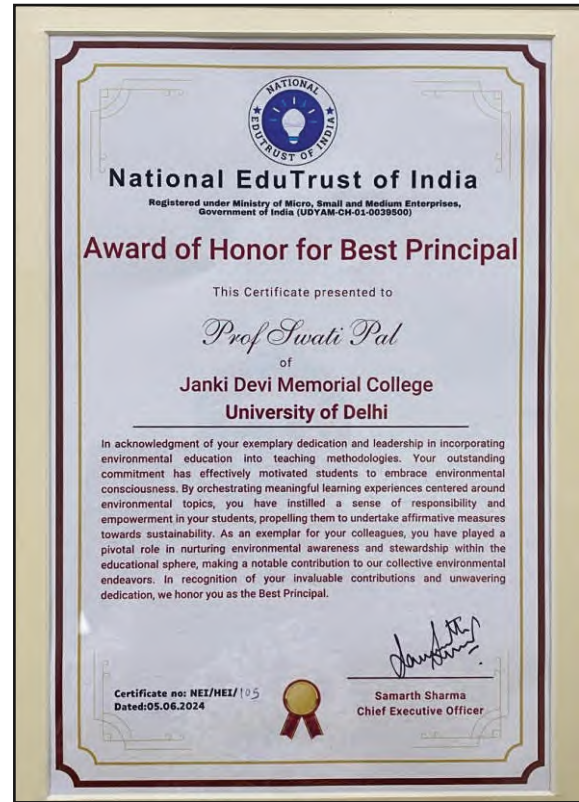 NATIONAL
EDUTRUST OF INDIA
National EduTrust of India
Registered under Ministry of Micro, Small and Medium Enterprises,
Government of India (UDYAM-CH-01-0039500)
Award of Honor for Best Principal
This Certificate presented to
Prof Swati Pal
of
Janki Devi Memorial College
University of Delhi
In acknowledgment of your exemplary dedication and leadership in incorporating
environmental education into teaching methodologies. Your outstanding
commitment has effectively motivated students to embrace environmental
consciousness. By orchestrating meaningful learning experiences centered around
environmental topics, you have instilled a sense of responsibility and
empowerment in your students, propelling them to undertake affirmative measures
towards sustainability. As an exemplar for your colleagues, you have played a
pivotal role in nurturing environmental awareness and stewardship within the
educational sphere, making a notable contribution to our collective environmental
endeavors. In recognition of your invaluable contributions and unwavering
dedication, we honor you as the Best Principal.
Certificate no: NEI/HEI/105
Dated:05.06.2024
Samarth Sharma
Chief Executive Officer